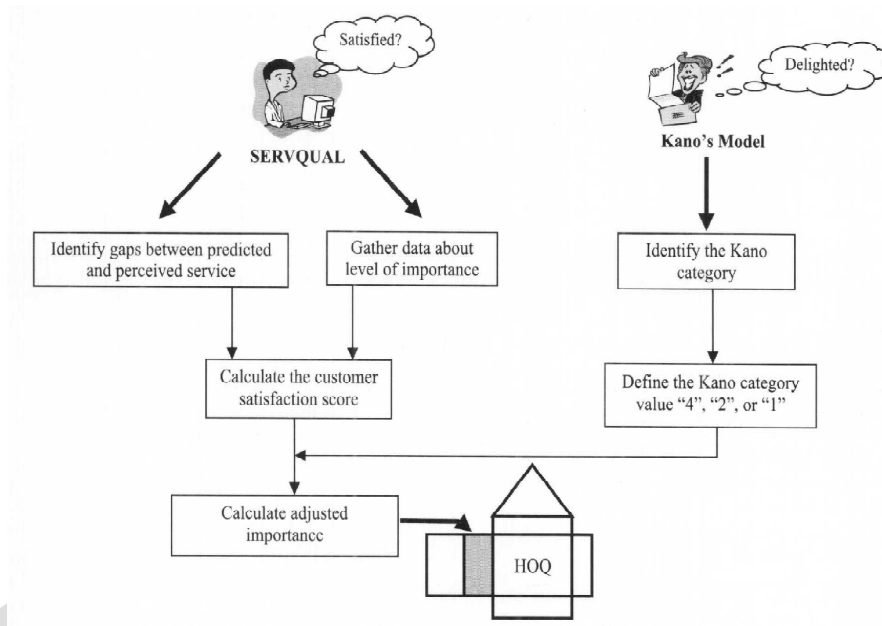 Satisfied?
Delighted?
SERVQUAL
Kano's Model
Identify gaps between predicted
and perceived service
Gather data about
level of importance
Identify the Kano
category
Calculate the customer
satisfaction score
Define the Kano category
value “4”, “2”, or “1”
Calculate adjusted
importance
HOQ